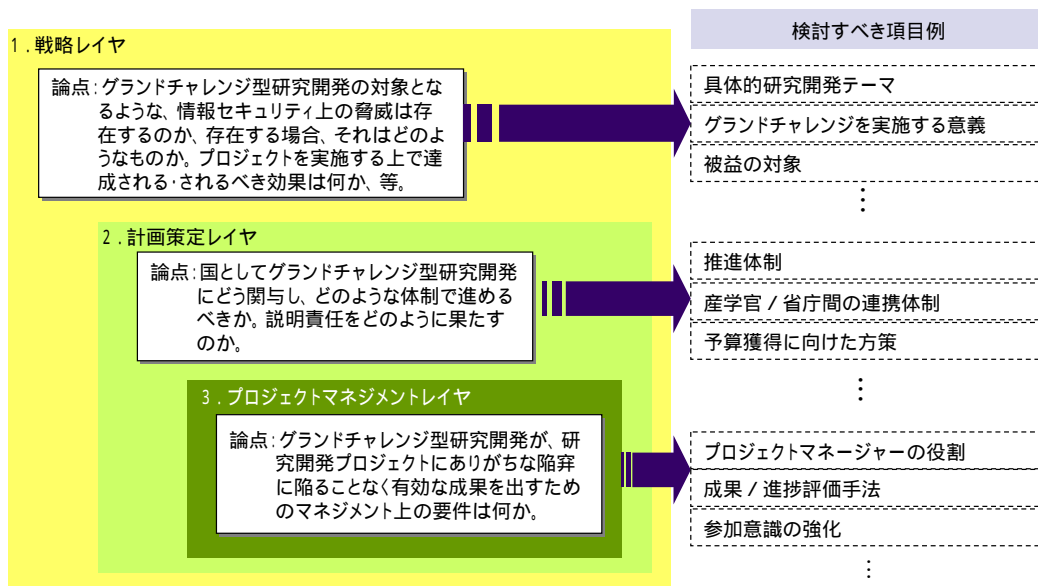 検討すべき項目例
1.戦略レイヤ
論点:グランドチャレンジ型研究開発の対象とな
るような、情報セキュリティ上の脅威は存
在するのか、存在する場合、それはどのよ
うなものか。プロジェクトを実施する上で達
成される・されるべき効果は何か、等。
具体的研究開発テーマ
グランドチャレンジを実施する意義
被益の対象
⋮
2.計画策定レイヤ
論点:国としてグランドチャレンジ型研究開発
にどう関与し、どのような体制で進める
べきか。説明責任をどのように果たす
のか。
推進体制
産学官/省庁間の連携体制
予算獲得に向けた方策
⋮
3.プロジェクトマネジメントレイヤ
論点:グランドチャレンジ型研究開発が、研
究開発プロジェクトにありがちな陥穽
に陥ることなく有効な成果を出すため
のマネジメント上の要件は何か。
プロジェクトマネージャーの役割
成果/進捗評価手法
参加意識の強化
⋮